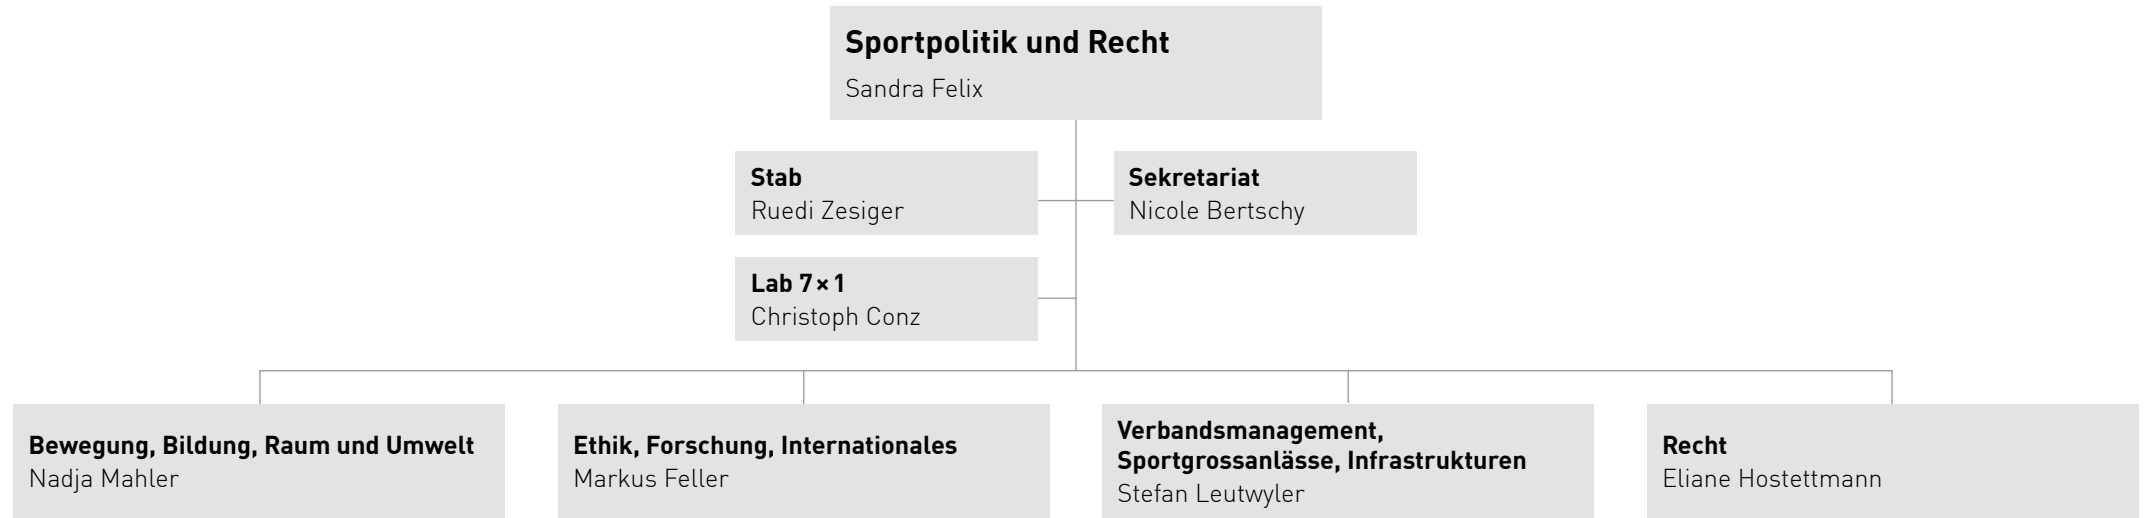 Sportpolitik und Recht
Sandra Felix
Stab
Ruedi Zesiger
Sekretariat
Nicole Bertschy
Lab 7×1
Christoph Conz
Bewegung, Bildung, Raum und Umwelt
Nadja Mahler
Ethik, Forschung, Internationales
Markus Feller
Verbandsmanagement,
Sportgrossanlässe, Infrastrukturen
Stefan Leutwyler
Recht
Eliane Hostettmann